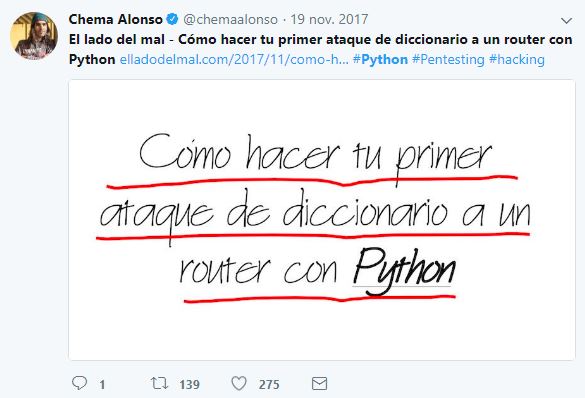 Chema Alonso @chemaalonso · 19 nov. 2017
El lado del mal - Cómo hacer tu primer ataque de diccionario a un router con
Python elladodelmal.com/2017/11/como-h... #Python #Pentesting #hacking
Cómo hacer tu primer
ataque de diccionario a un
router con Python
1 139 275